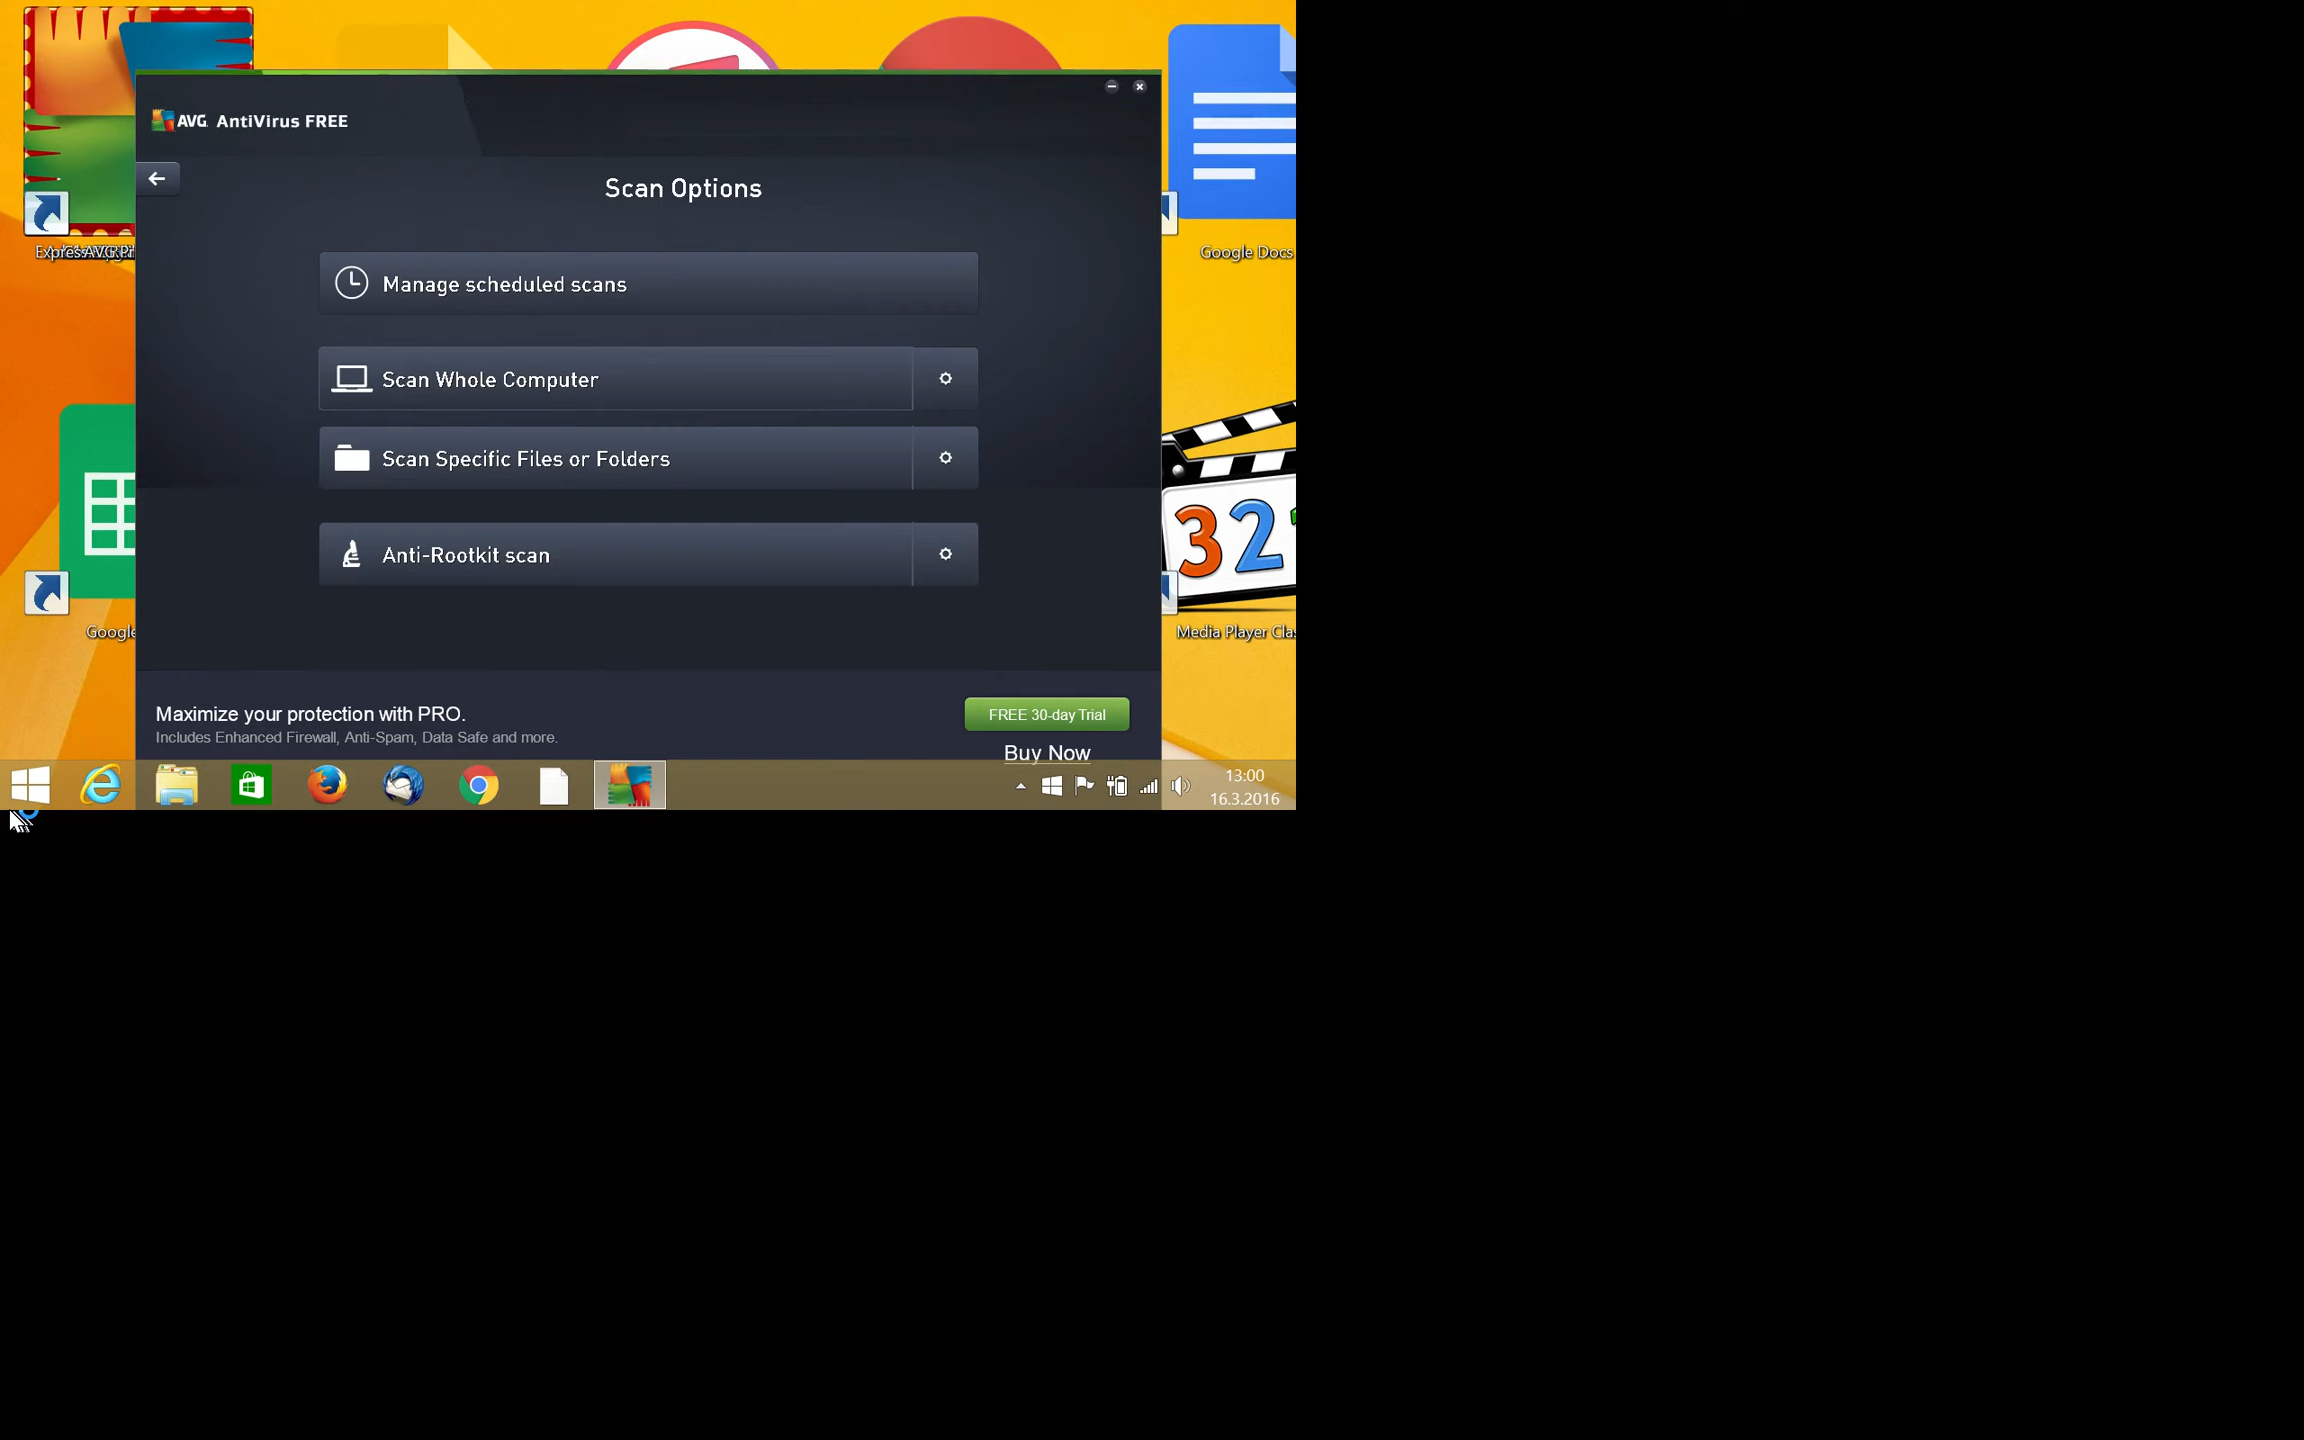 AVG. AntiVirus FREE
Scan Options
Manage scheduled scans
Scan Whole Computer
Scan Specific Files or Folders
Anti-Rootkit scan
Maximize your protection with PRO.
Includes Enhanced Firewall, Anti-Spam, Data Safe and more.
FREE 30-day Trial
Buy Now
Google Docs
321
Google
Media Player Clas
13:00
16.3.2016